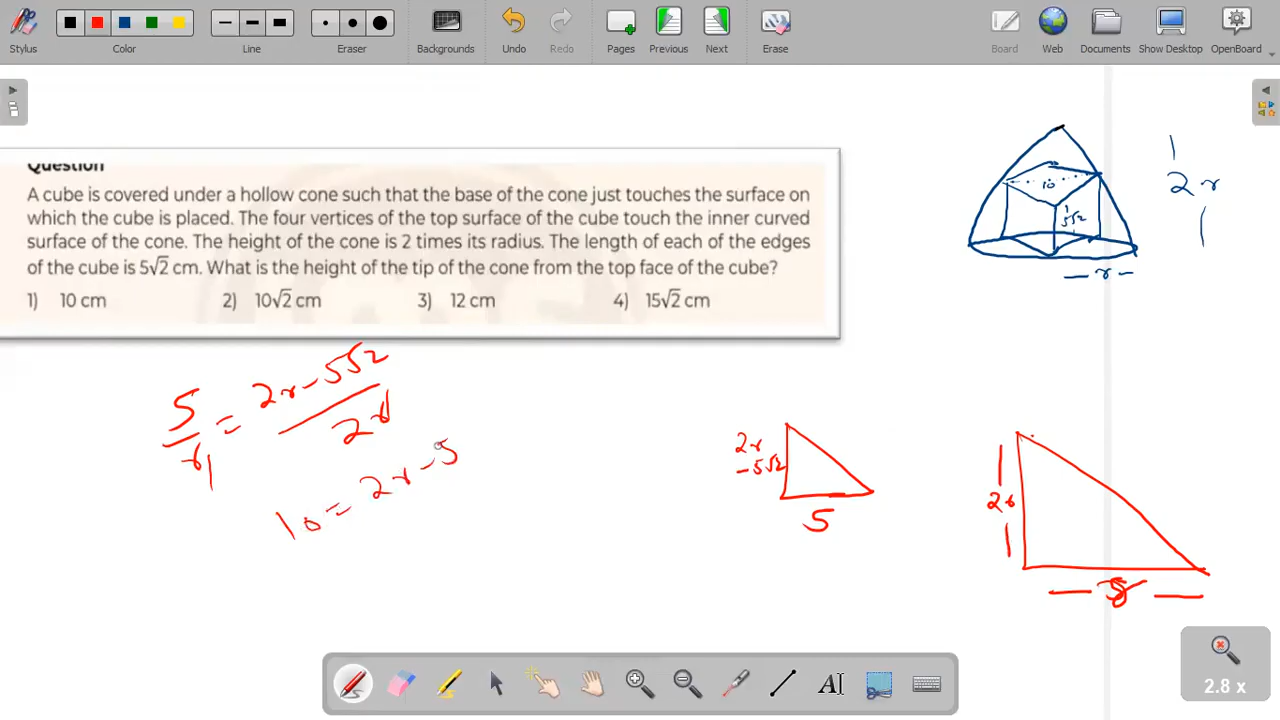 Stylus
Color
Line
Eraser
Backgrounds
Undo
Redo
Pages
Previous
Next
Erase
Board
Web
Documents
Show Desktop
OpenBoard
Question
A cube is covered under a hollow cone such that the base of the cone just touches the surface on
which the cube is placed. The four vertices of the top surface of the cube touch the inner curved
surface of the cone. The height of the cone is 2 times its radius. The length of each of the edges
of the cube is 5√2 cm. What is the height of the tip of the cone from the top face of the cube?
1) 10 cm 2) 10√2 cm 3) 12 cm 4) 15√2 cm
10
5√2
2r
r
5/r = 2r-5√2/2r
10 = 2r-5
2r
-5√2
5
2r
AI
2.8 x